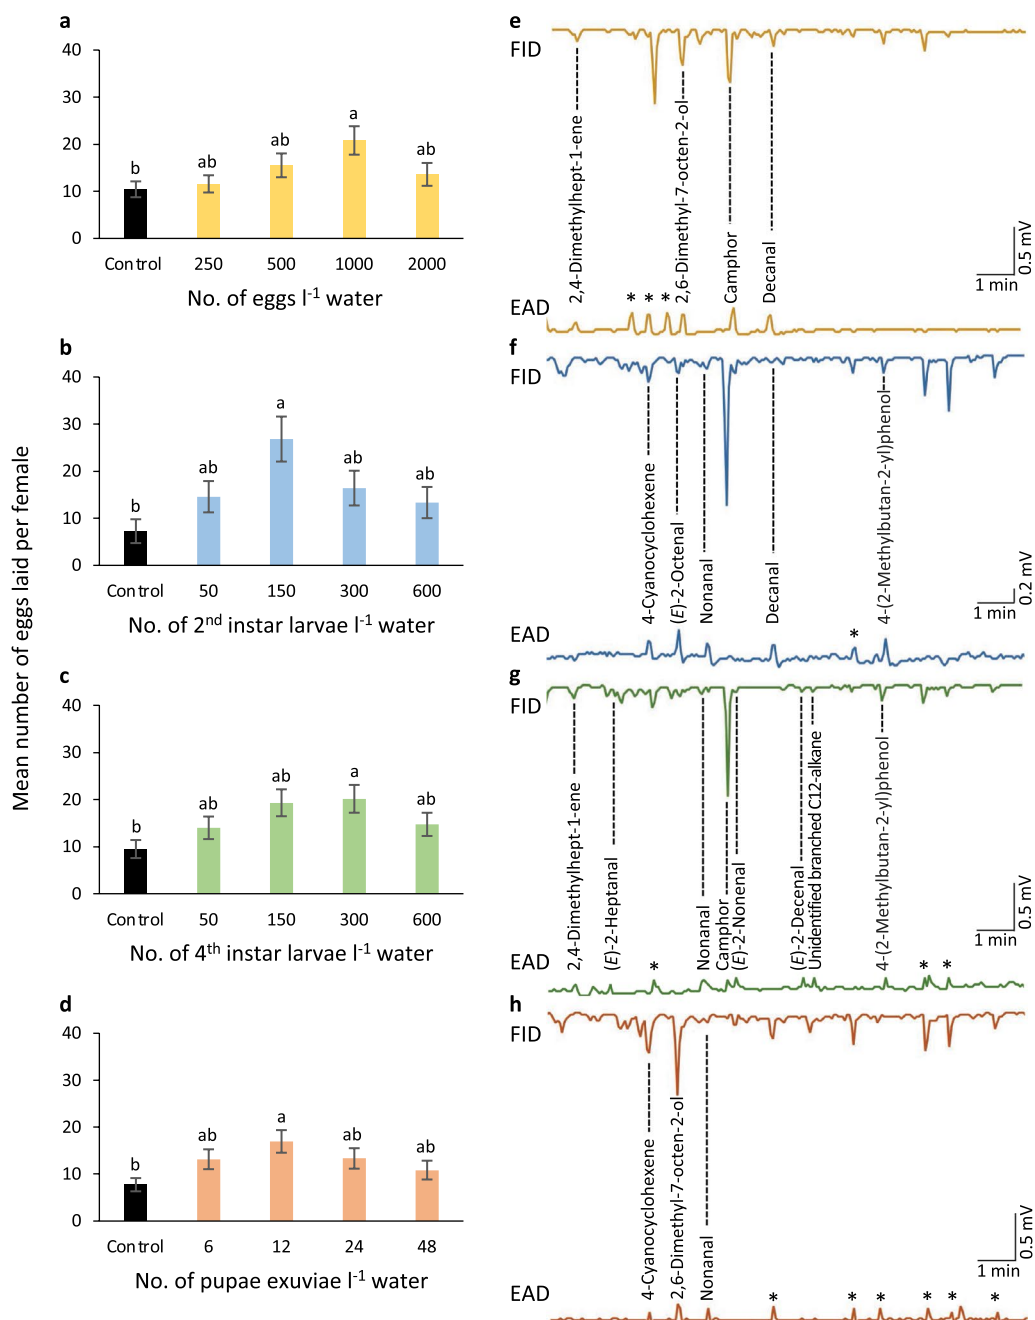 Mean number of eggs laid per female
a
40
30
20
10
0
b
ab
ab
a
ab
Control 250 500 1000 2000
No. of eggs l-1 water
b
40
30
20
10
0
b
ab
a
ab
ab
Control 50 150 300 600
No. of 2nd instar larvae l-1 water
c
40
30
20
10
0
b
ab
ab
a
ab
Control 50 150 300 600
No. of 4th instar larvae l-1 water
d
40
30
20
10
0
b
ab
a
ab
ab
Control 6 12 24 48
No. of pupae exuviae l-1 water
e
FID
2,4-Dimethylhept-1-ene
2,6-Dimethyl-7-octen-2-ol
Camphor
Decanal
0.5 mV
1 min
EAD
* * *
f
FID
4-Cyanocyclohexene
(E)-2-Octenal
Nonanal
Decanal
4-(2-Methylbutan-2-yl)phenol
0.2 mV
1 min
EAD
*
g
FID
2,4-Dimethylhept-1-ene
(E)-2-Heptanal
Nonanal
Camphor
(E)-2-Nonenal
(E)-2-Decenal
Unidentified branched C12-alkane
4-(2-Methylbutan-2-yl)phenol
0.5 mV
1 min
EAD
* * *
h
FID
4-Cyanocyclohexene
2,6-Dimethyl-7-octen-2-ol
Nonanal
0.5 mV
1 min
EAD
* * * * * *